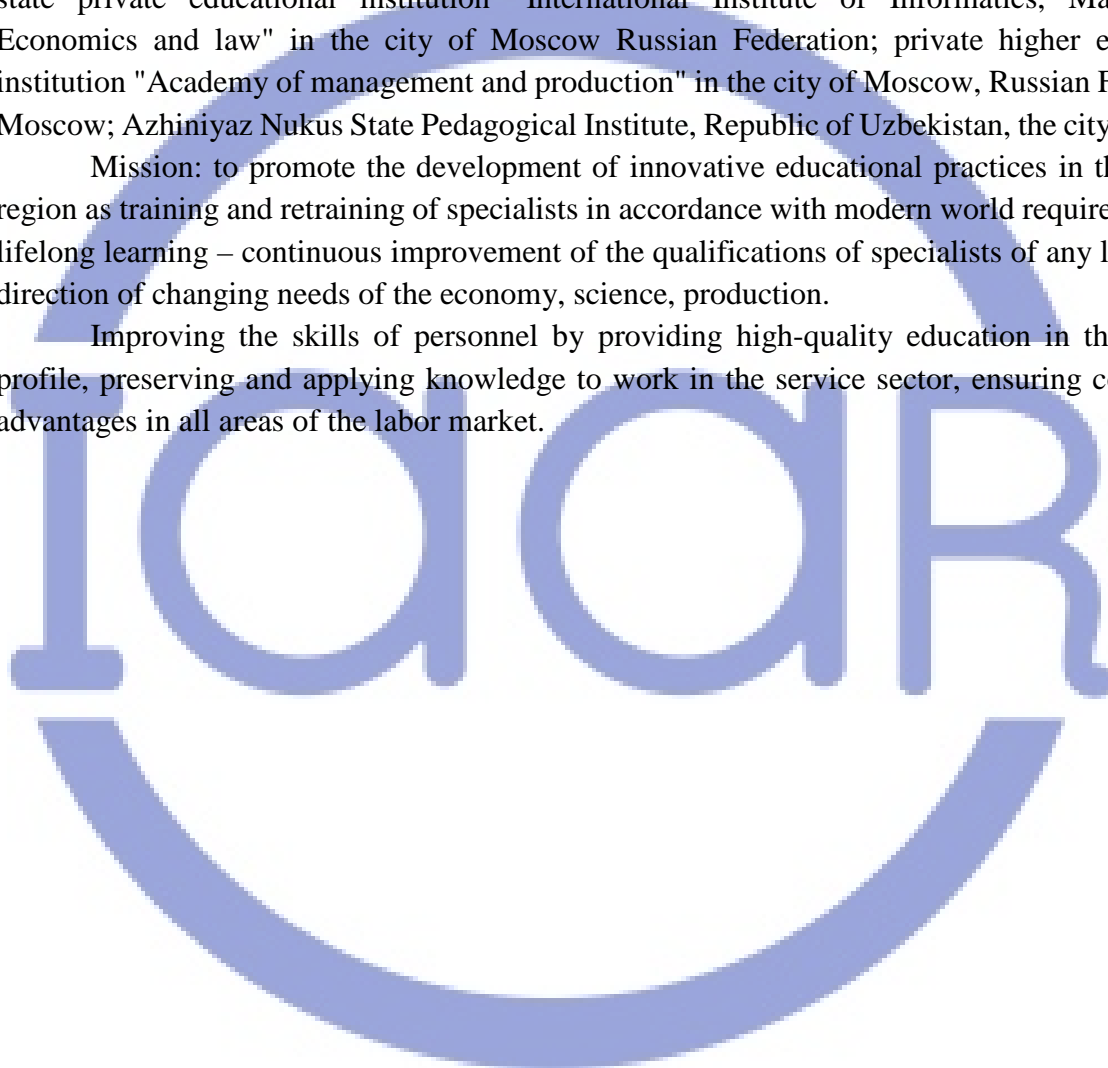 state private educational institution "International Institute of Informatics, Ma
Economics and law" in the city of Moscow Russian Federation; private higher e
institution "Academy of management and production" in the city of Moscow, Russian F
Moscow; Azhiniyaz Nukus State Pedagogical Institute, Republic of Uzbekistan, the city
Mission: to promote the development of innovative educational practices in th
region as training and retraining of specialists in accordance with modern world require
lifelong learning – continuous improvement of the qualifications of specialists of any l
direction of changing needs of the economy, science, production.
Improving the skills of personnel by providing high-quality education in th
profile, preserving and applying knowledge to work in the service sector, ensuring co
advantages in all areas of the labor market.
IaaR